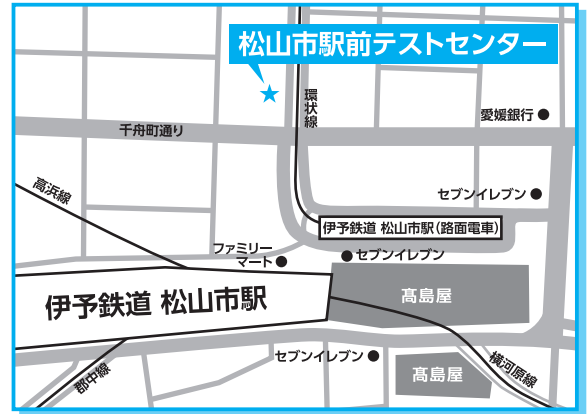 松山市駅前テストセンター
環状線
愛媛銀行
千舟町通り
高浜線
セブンイレブン
伊予鉄道 松山市駅(路面電車)
ファミリー
マート
セブンイレブン
伊予鉄道 松山市駅
髙島屋
セブンイレブン
髙島屋
横河原線
郡中線